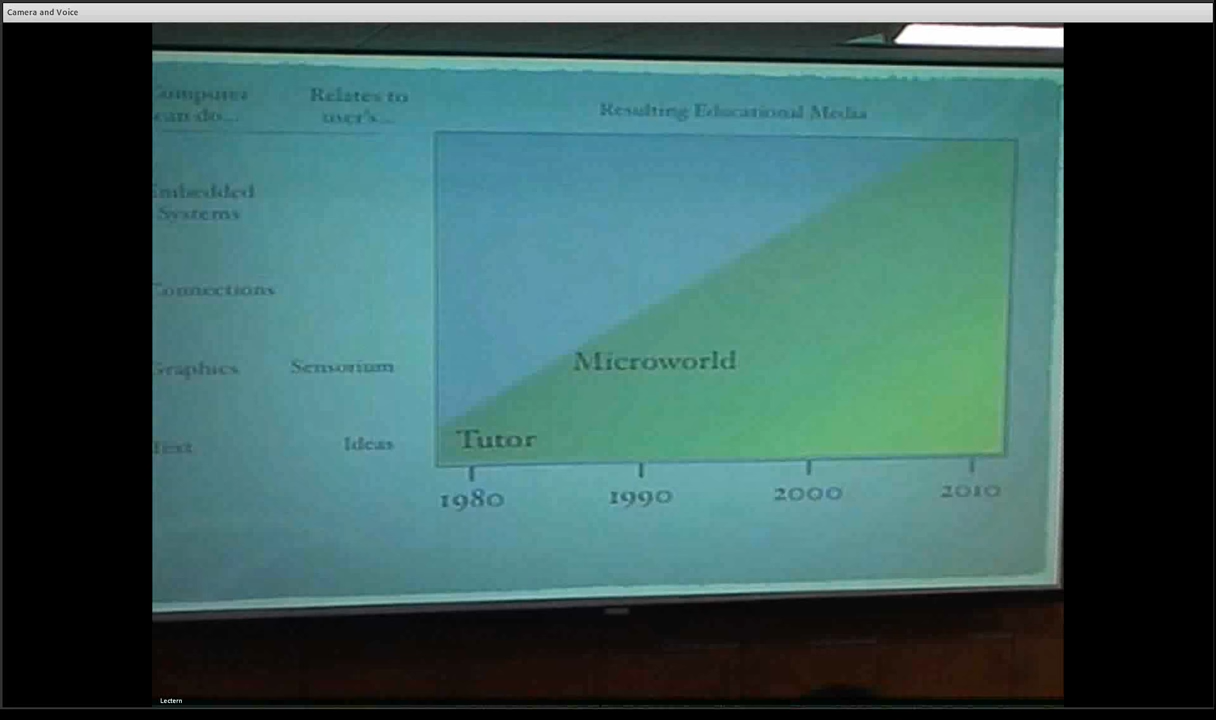 Camera and Voice
Computer
can do...
Relates to
user's...
Resulting Educational Media
Embedded
Systems
Connections
Graphics
Sensorium
Microworld
Text
Ideas
Tutor
1980
1990
2000
2010
Lectern